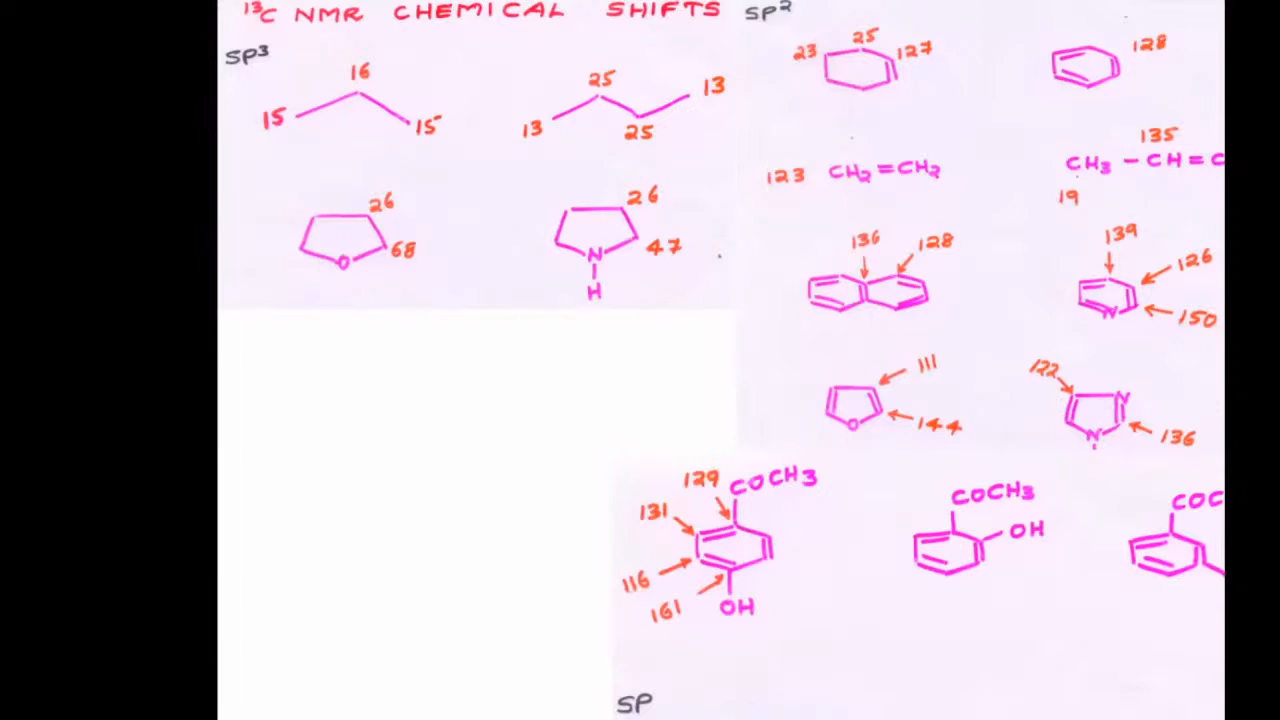 13C NMR CHEMICAL SHIFTS
SP3
16
15
15
25
13
13
25
26
68
O
26
47
N
H
SP2
25
23
127
128
123 CH2=CH2
135
CH3 - CH = C
19
136
128
139
126
150
N
111
144
O
122
N
136
N
129
COCH3
131
116
161
OH
COCH3
OH
COC
SP